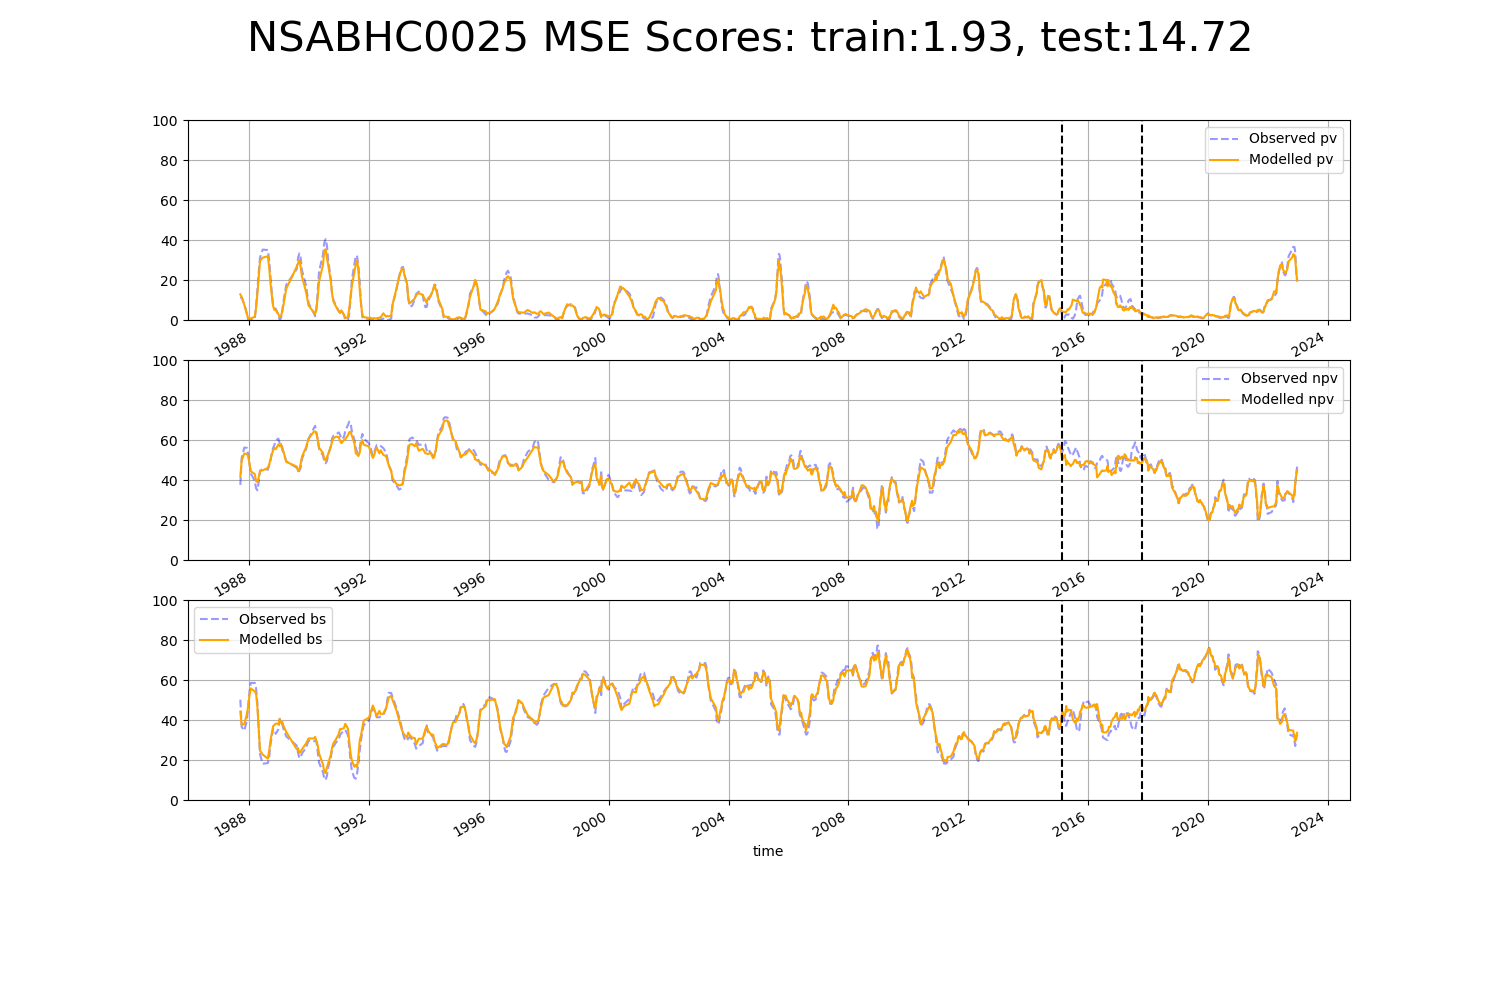 NSABHC0025 MSE Scores: train:1.93, test:14.72
100
80
60
40
20
0
Observed pv
Modelled pv
1988 1992 1996 2000 2004 2008 2012 2016 2020 2024
100
80
60
40
20
0
Observed npv
Modelled npv
1988 1992 1996 2000 2004 2008 2012 2016 2020 2024
100
80
60
40
20
0
Observed bs
Modelled bs
1988 1992 1996 2000 2004 2008 2012 2016 2020 2024
time